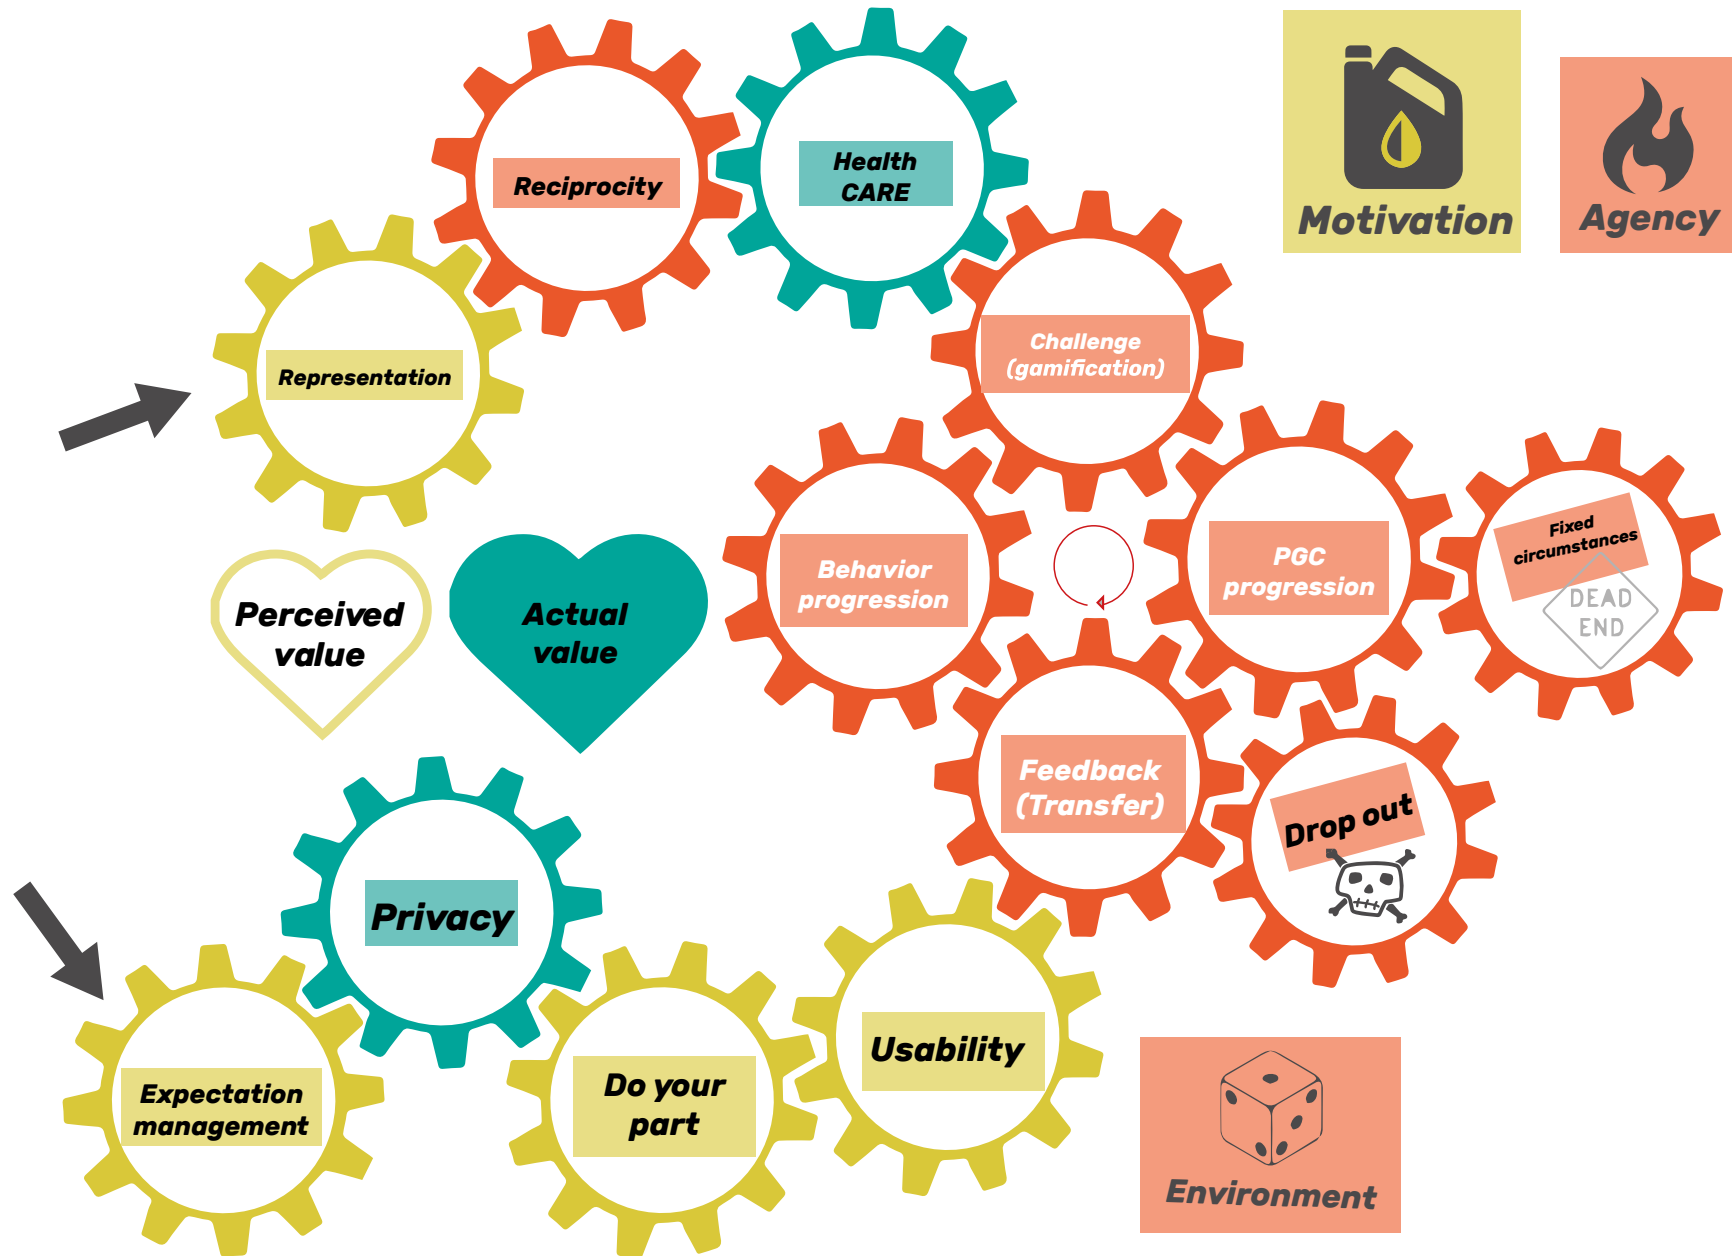 Reciprocity
Health
CARE
Motivation
Agency
Representation
Challenge
(gamification)
Behavior
progression
PGC
progression
Fixed
circumstances
DEAD
END
Perceived
value
Actual
value
Feedback
(Transfer)
Drop out
Privacy
Expectation
management
Do your
part
Usability
Environment